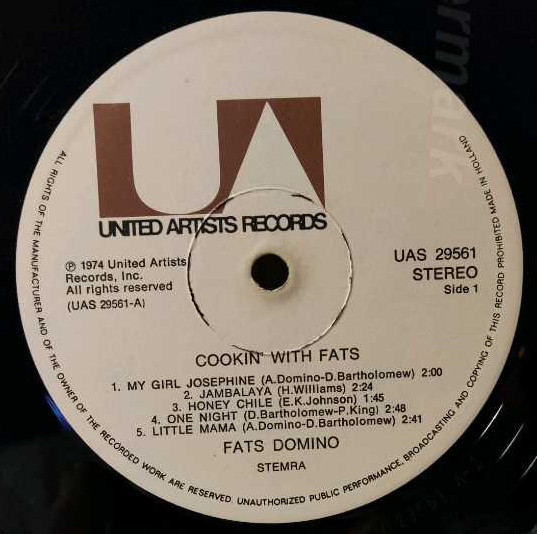 UA
UNITED ARTISTS RECORDS
℗ 1974 United Artists
Records, Inc.
All rights reserved
(UAS 29561-A)
UAS 29561
STEREO
Side 1
COOKIN' WITH FATS
1. MY GIRL JOSEPHINE (A.Domino-D.Bartholomew) 2:00
2. JAMBALAYA (H.Williams) 2:24
3. HONEY CHILE (E.K.Johnson) 1:45
4. ONE NIGHT (D.Bartholomew-P.King) 2:48
5. LITTLE MAMA (A.Domino-D.Bartholomew) 2:41
FATS DOMINO
STEMRA
ALL RIGHTS OF THE MANUFACTURER AND OF THE OWNER OF THE RECORDED WORK ARE RESERVED. UNAUTHORIZED PUBLIC PERFORMANCE, BROADCASTING AND COPYING OF THIS RECORD PROHIBITED MADE IN HOLLAND